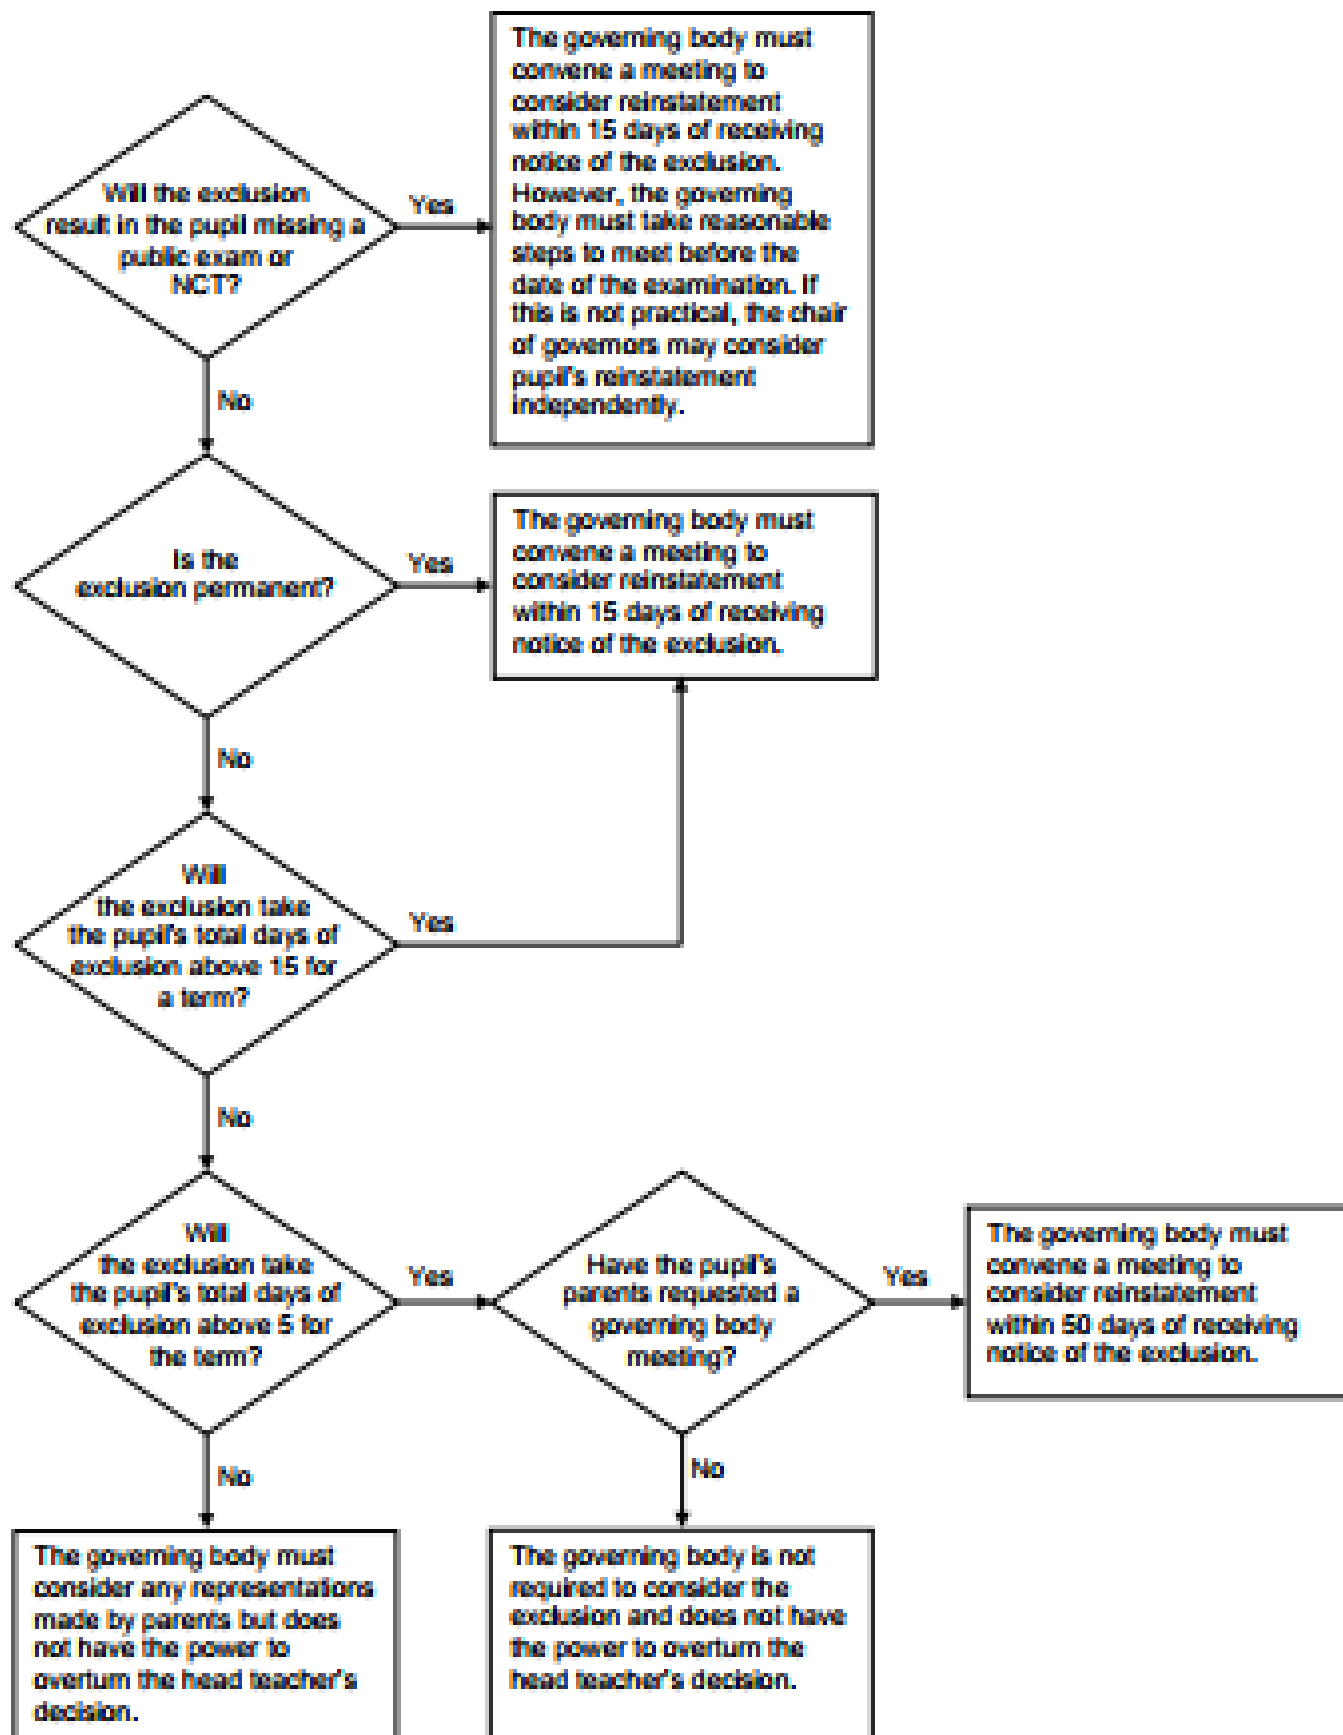 The governing body must
convene a meeting to
consider reinstatement
within 15 days of receiving
notice of the exclusion.
However, the governing
body must take reasonable
steps to meet before the
date of the examination. If
this is not practical, the chair
of governors may consider
pupil's reinstatement
independently.
Will the exclusion
result in the pupil missing a
public exam or
NCT?
Yes
No
Is the
exclusion permanent?
Yes
The governing body must
convene a meeting to
consider reinstatement
within 15 days of receiving
notice of the exclusion.
No
Will
the exclusion take
the pupil's total days of
exclusion above 15 for
a term?
Yes
No
Will
the exclusion take
the pupil's total days of
exclusion above 5 for
the term?
Yes
Have the pupil's
parents requested a
governing body
meeting?
Yes
The governing body must
convene a meeting to
consider reinstatement
within 50 days of receiving
notice of the exclusion.
No
No
The governing body must
consider any representations
made by parents but does
not have the power to
overturn the head teacher's
decision.
The governing body is not
required to consider the
exclusion and does not have
the power to overturn the
head teacher's decision.